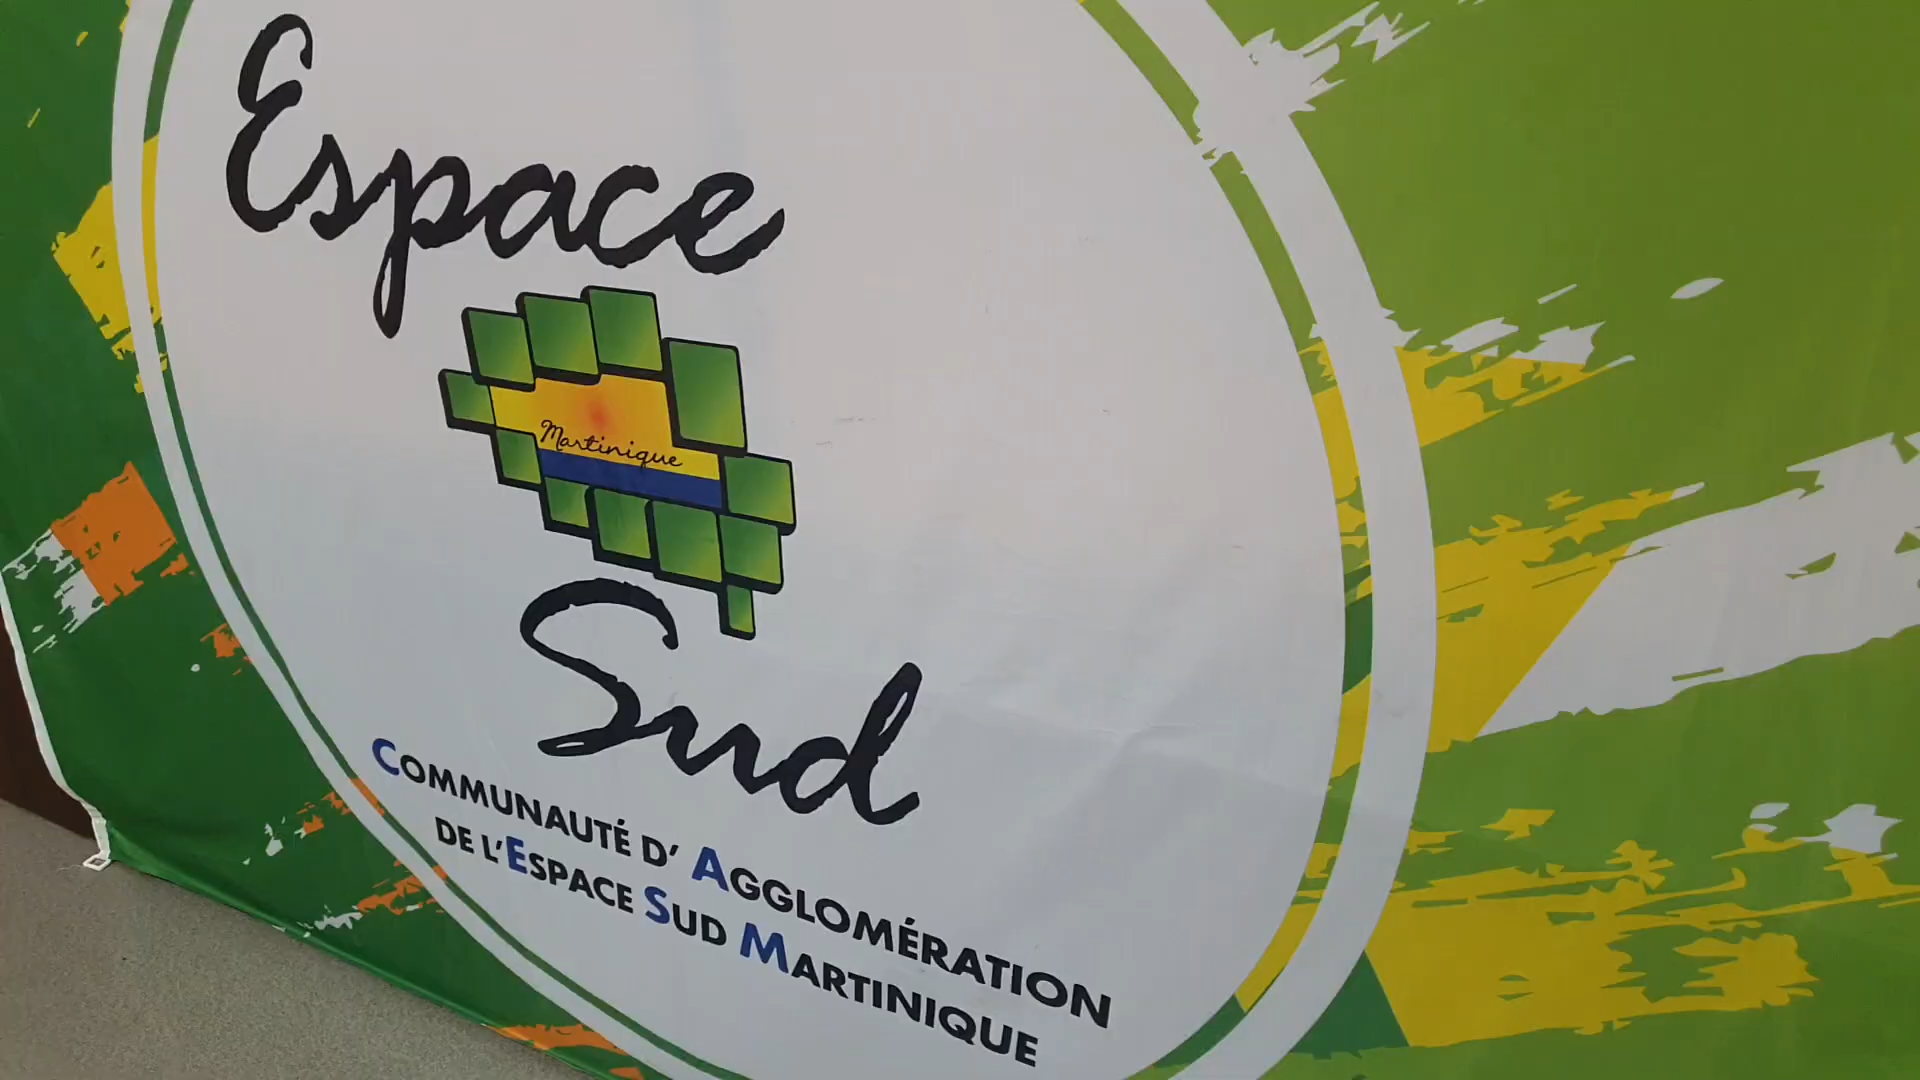 Espace
Martinique
Sud
COMMUNAUTÉ D' AGGLOMÉRATION
DE L'ESPACE SUD MARTINIQUE